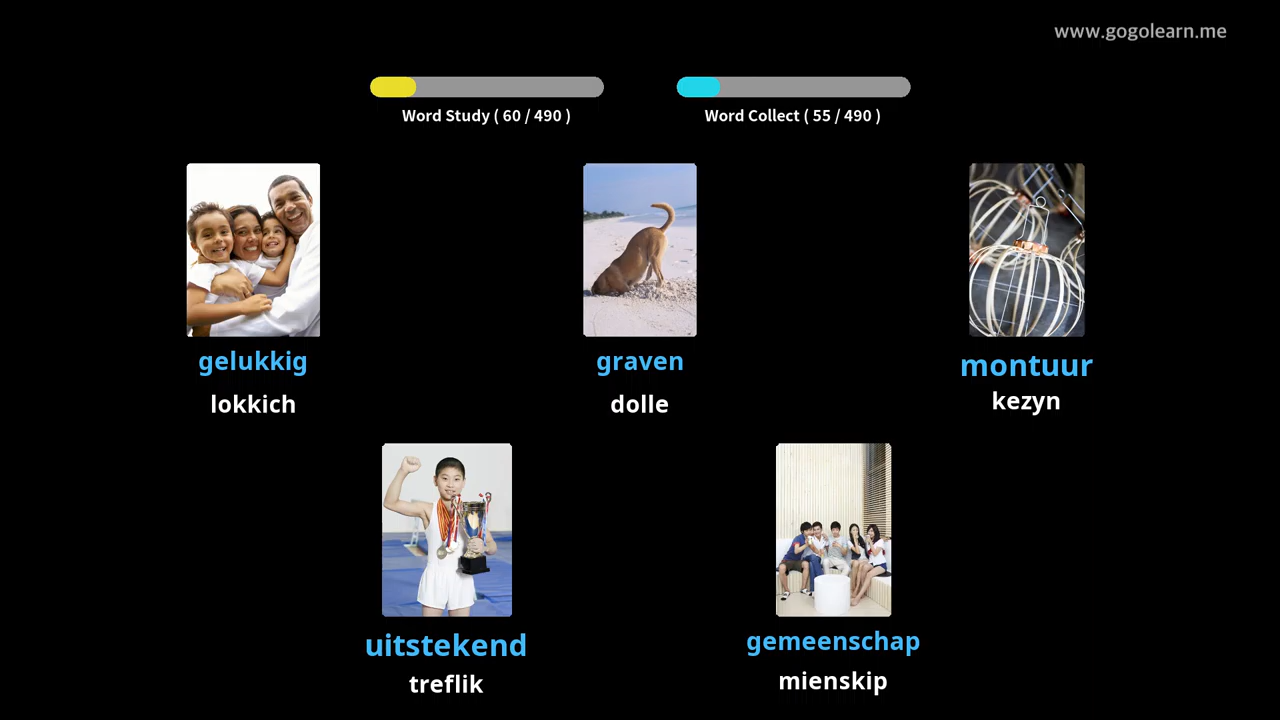 www.gogolearn.me
Word Study ( 60 / 490 )
Word Collect ( 55 / 490 )
gelukkig
lokkich
graven
dolle
montuur
kezyn
uitstekend
treflik
gemeenschap
mienskip